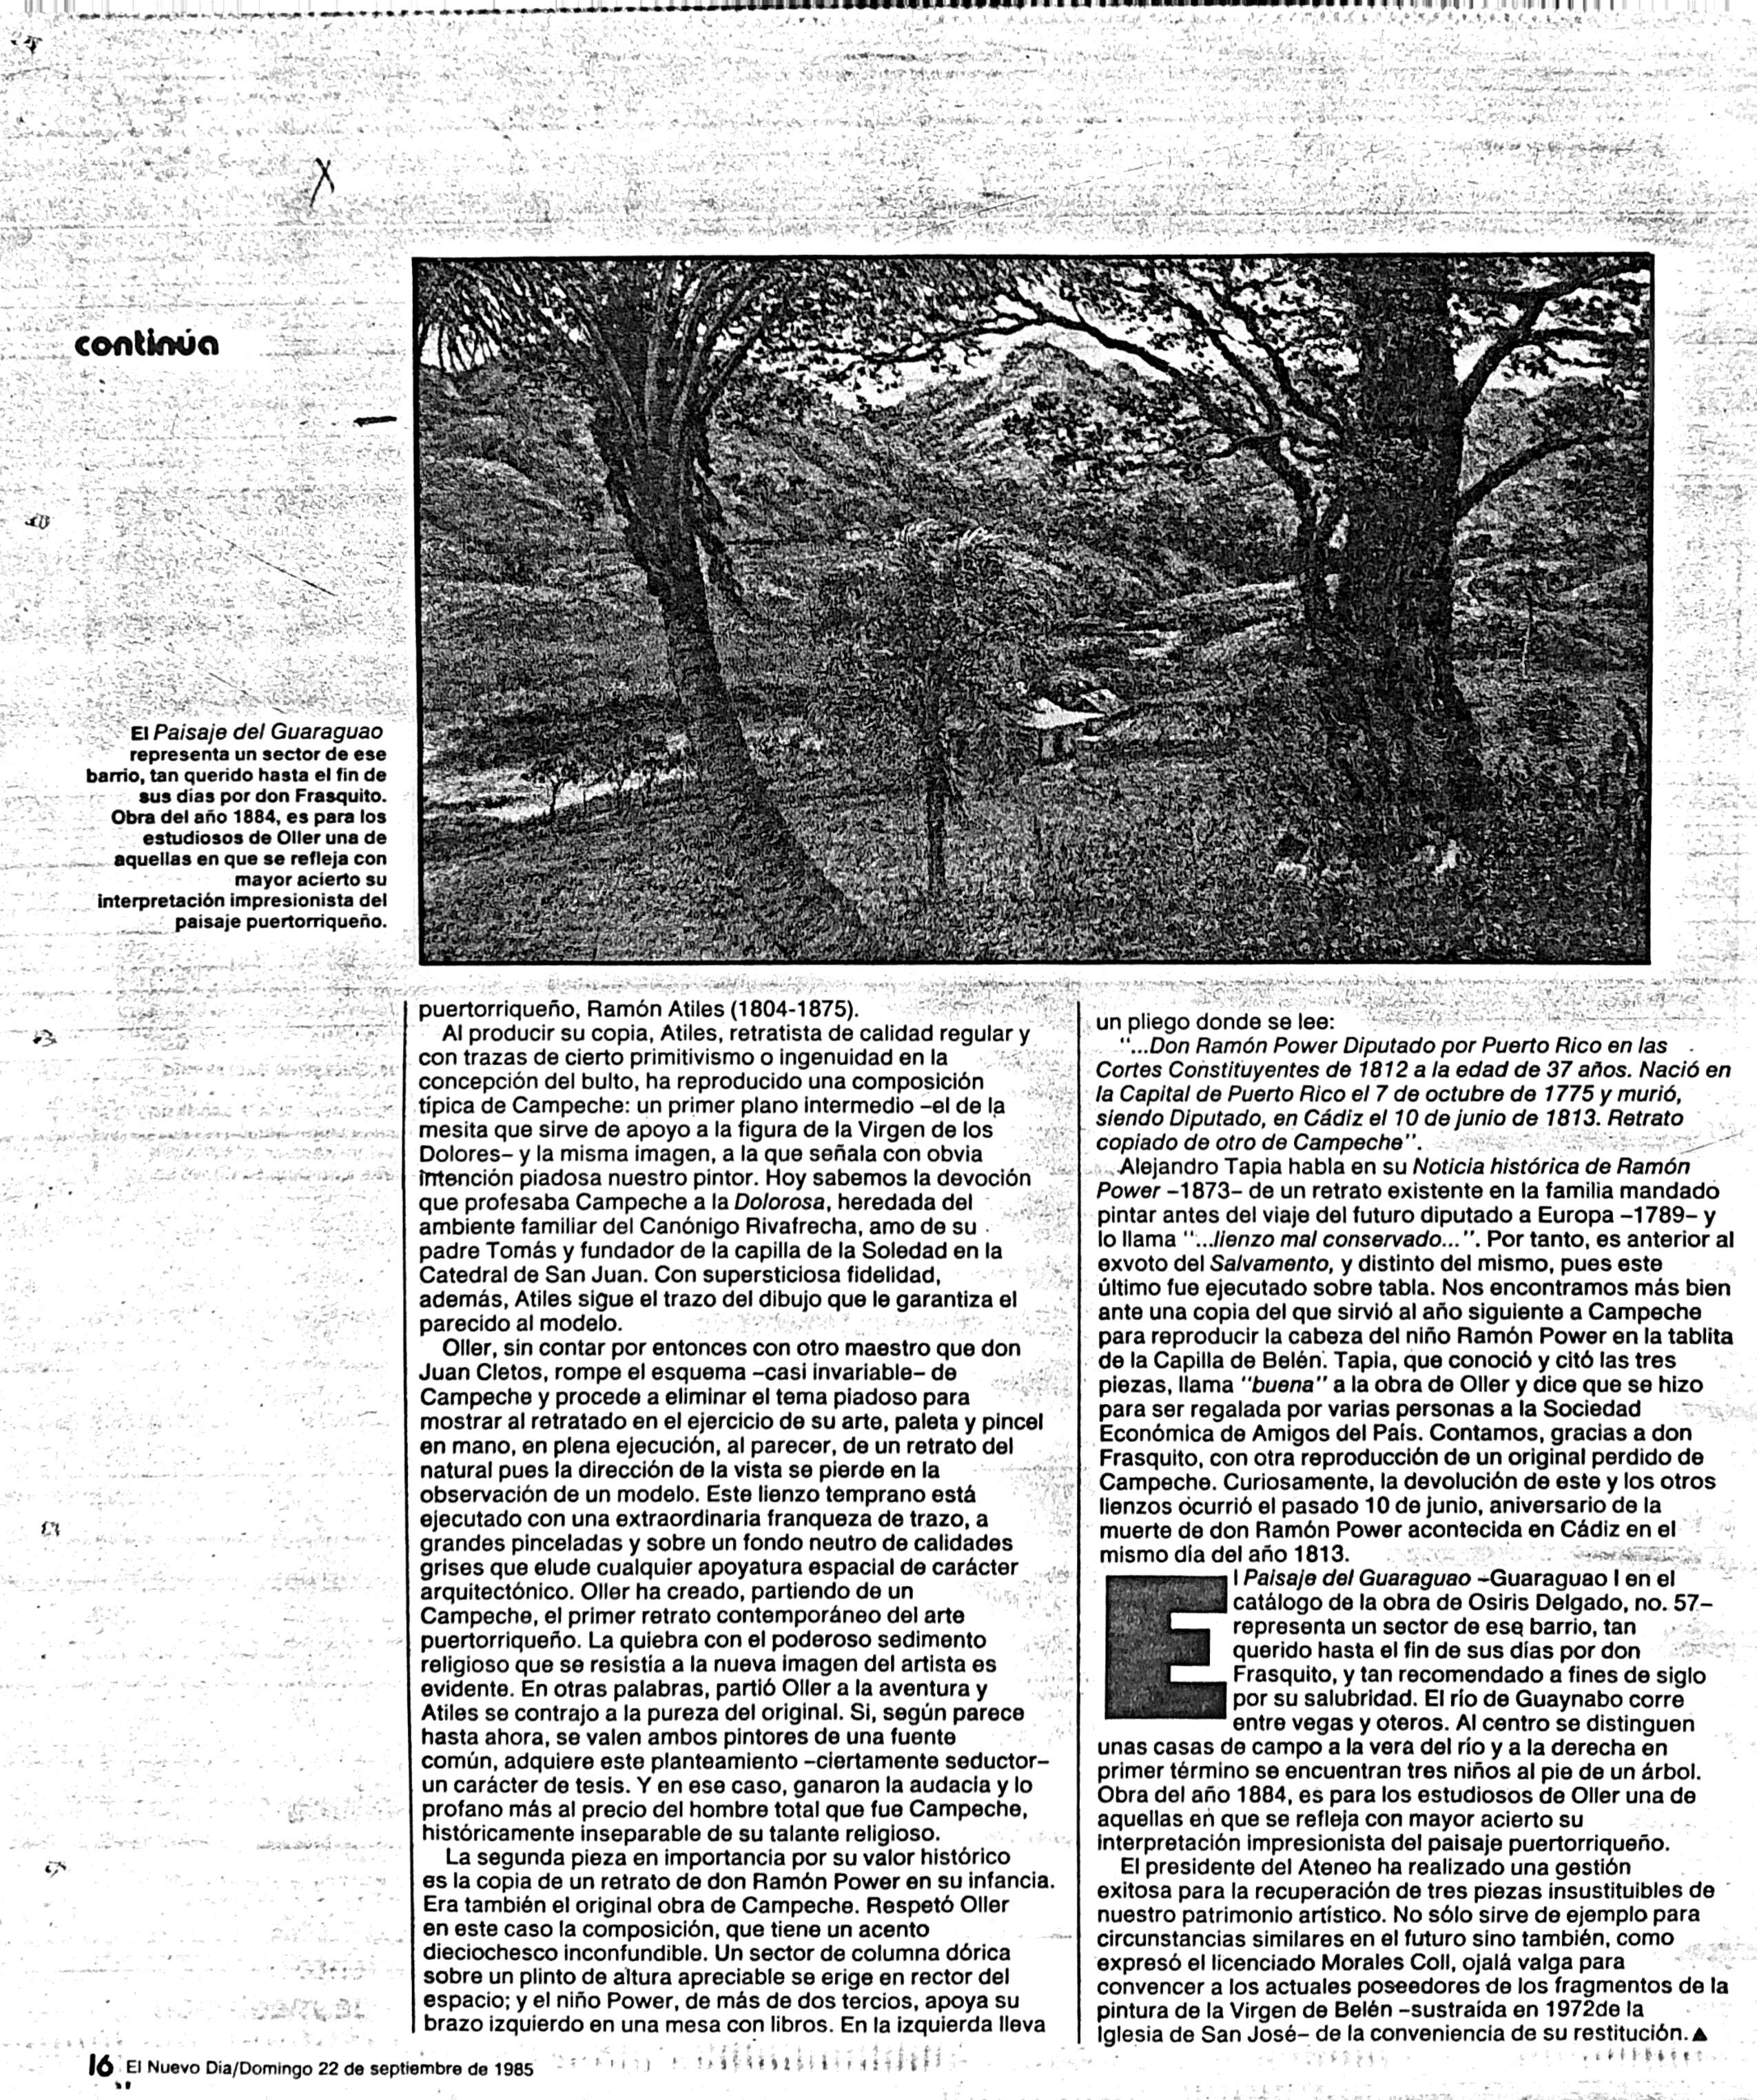 continúa
El Paisaje del Guaraguao
representa un sector de ese
barrio, tan querido hasta el fin de
sus días por don Frasquito.
Obra del año 1884, es para los
estudiosos de Oller una de
aquellas en que se refleja con
mayor acierto su
interpretación impresionista del
paisaje puertorriqueño.
puertorriqueño, Ramón Atiles (1804-1875).
Al producir su copia, Atiles, retratista de calidad regular y
con trazas de cierto primitivismo o ingenuidad en la
concepción del bulto, ha reproducido una composición
típica de Campeche: un primer plano intermedio –el de la
mesita que sirve de apoyo a la figura de la Virgen de los
Dolores– y la misma imagen, a la que señala con obvia
intención piadosa nuestro pintor. Hoy sabemos la devoción
que profesaba Campeche a la Dolorosa, heredada del
ambiente familiar del Canónigo Rivafrecha, amo de su
padre Tomás y fundador de la capilla de la Soledad en la
Catedral de San Juan. Con supersticiosa fidelidad,
además, Atiles sigue el trazo del dibujo que le garantiza el
parecido al modelo.
Oller, sin contar por entonces con otro maestro que don
Juan Cletos, rompe el esquema –casi invariable– de
Campeche y procede a eliminar el tema piadoso para
mostrar al retratado en el ejercicio de su arte, paleta y pincel
en mano, en plena ejecución, al parecer, de un retrato del
natural pues la dirección de la vista se pierde en la
observación de un modelo. Este lienzo temprano está
ejecutado con una extraordinaria franqueza de trazo, a
grandes pinceladas y sobre un fondo neutro de calidades
grises que elude cualquier apoyatura espacial de carácter
arquitectónico. Oller ha creado, partiendo de un
Campeche, el primer retrato contemporáneo del arte
puertorriqueño. La quiebra con el poderoso sedimento
religioso que se resistía a la nueva imagen del artista es
evidente. En otras palabras, partió Oller a la aventura y
Atiles se contrajo a la pureza del original. Si, según parece
hasta ahora, se valen ambos pintores de una fuente
común, adquiere este planteamiento –ciertamente seductor–
un carácter de tesis. Y en ese caso, ganaron la audacia y lo
profano más al precio del hombre total que fue Campeche,
históricamente inseparable de su talante religioso.
La segunda pieza en importancia por su valor histórico
es la copia de un retrato de don Ramón Power en su infancia.
Era también el original obra de Campeche. Respetó Oller
en este caso la composición, que tiene un acento
dieciochesco inconfundible. Un sector de columna dórica
sobre un plinto de altura apreciable se erige en rector del
espacio; y el niño Power, de más de dos tercios, apoya su
brazo izquierdo en una mesa con libros. En la izquierda lleva
un pliego donde se lee:
"...Don Ramón Power Diputado por Puerto Rico en las
Cortes Constituyentes de 1812 a la edad de 37 años. Nació en
la Capital de Puerto Rico el 7 de octubre de 1775 y murió,
siendo Diputado, en Cádiz el 10 de junio de 1813. Retrato
copiado de otro de Campeche".
Alejandro Tapia habla en su Noticia histórica de Ramón
Power –1873– de un retrato existente en la familia mandado
pintar antes del viaje del futuro diputado a Europa –1789– y
lo llama "...lienzo mal conservado...". Por tanto, es anterior al
exvoto del Salvamento, y distinto del mismo, pues este
último fue ejecutado sobre tabla. Nos encontramos más bien
ante una copia del que sirvió al año siguiente a Campeche
para reproducir la cabeza del niño Ramón Power en la tablita
de la Capilla de Belén. Tapia, que conoció y citó las tres
piezas, llama "buena" a la obra de Oller y dice que se hizo
para ser regalada por varias personas a la Sociedad
Económica de Amigos del País. Contamos, gracias a don
Frasquito, con otra reproducción de un original perdido de
Campeche. Curiosamente, la devolución de este y los otros
lienzos ocurrió el pasado 10 de junio, aniversario de la
muerte de don Ramón Power acontecida en Cádiz en el
mismo día del año 1813.
El Paisaje del Guaraguao –Guaraguao I en el
catálogo de la obra de Osiris Delgado, no. 57–
representa un sector de ese barrio, tan
querido hasta el fin de sus días por don
Frasquito, y tan recomendado a fines de siglo
por su salubridad. El río de Guaynabo corre
entre vegas y oteros. Al centro se distinguen
unas casas de campo a la vera del río y a la derecha en
primer término se encuentran tres niños al pie de un árbol.
Obra del año 1884, es para los estudiosos de Oller una de
aquellas en que se refleja con mayor acierto su
interpretación impresionista del paisaje puertorriqueño.
El presidente del Ateneo ha realizado una gestión
exitosa para la recuperación de tres piezas insustituibles de
nuestro patrimonio artístico. No sólo sirve de ejemplo para
circunstancias similares en el futuro sino también, como
expresó el licenciado Morales Coll, ojalá valga para
convencer a los actuales poseedores de los fragmentos de la
pintura de la Virgen de Belén –sustraída en 1972de la
Iglesia de San José– de la conveniencia de su restitución.▲
16 El Nuevo Día/Domingo 22 de septiembre de 1985